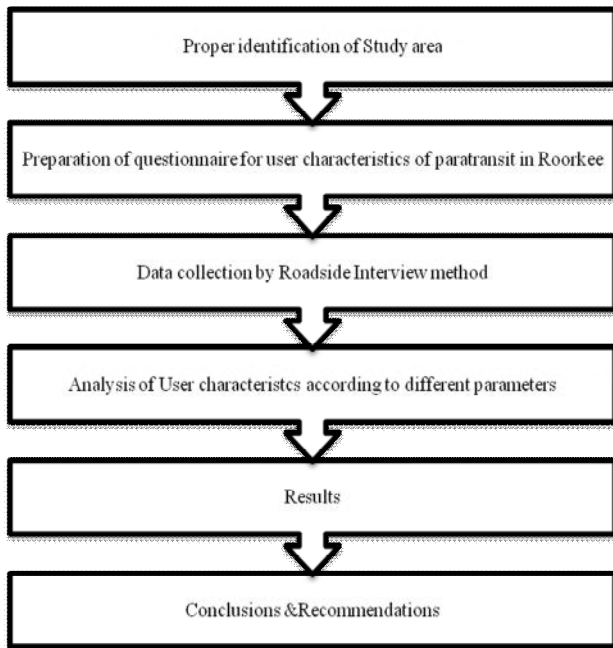 Proper identification of Study area
Preparation of questionnaire for user characteristics of paratransit in Roorkee
Data collection by Roadside Interview method
Analysis of User characteristcs according to different parameters
Results
Conclusions &Recommendations